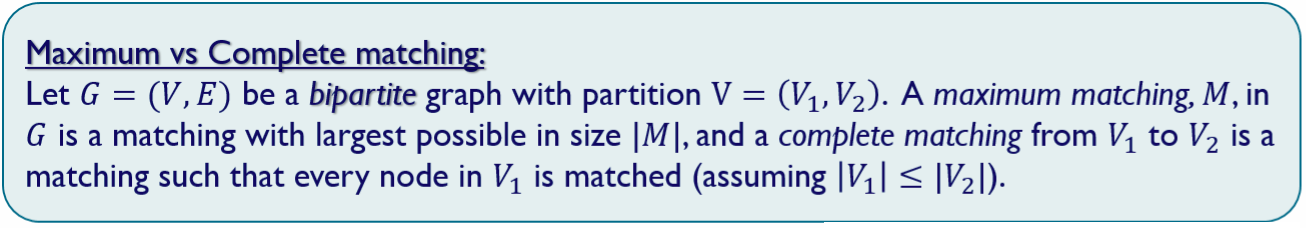 Maximum vs Complete matching:
Let G = (V, E) be a bipartite graph with partition V = (V₁, V₂). A maximum matching, M, in
G is a matching with largest possible in size |M|, and a complete matching from V₁ to V₂ is a
matching such that every node in V₁ is matched (assuming |V₁| ≤ |V₂|).